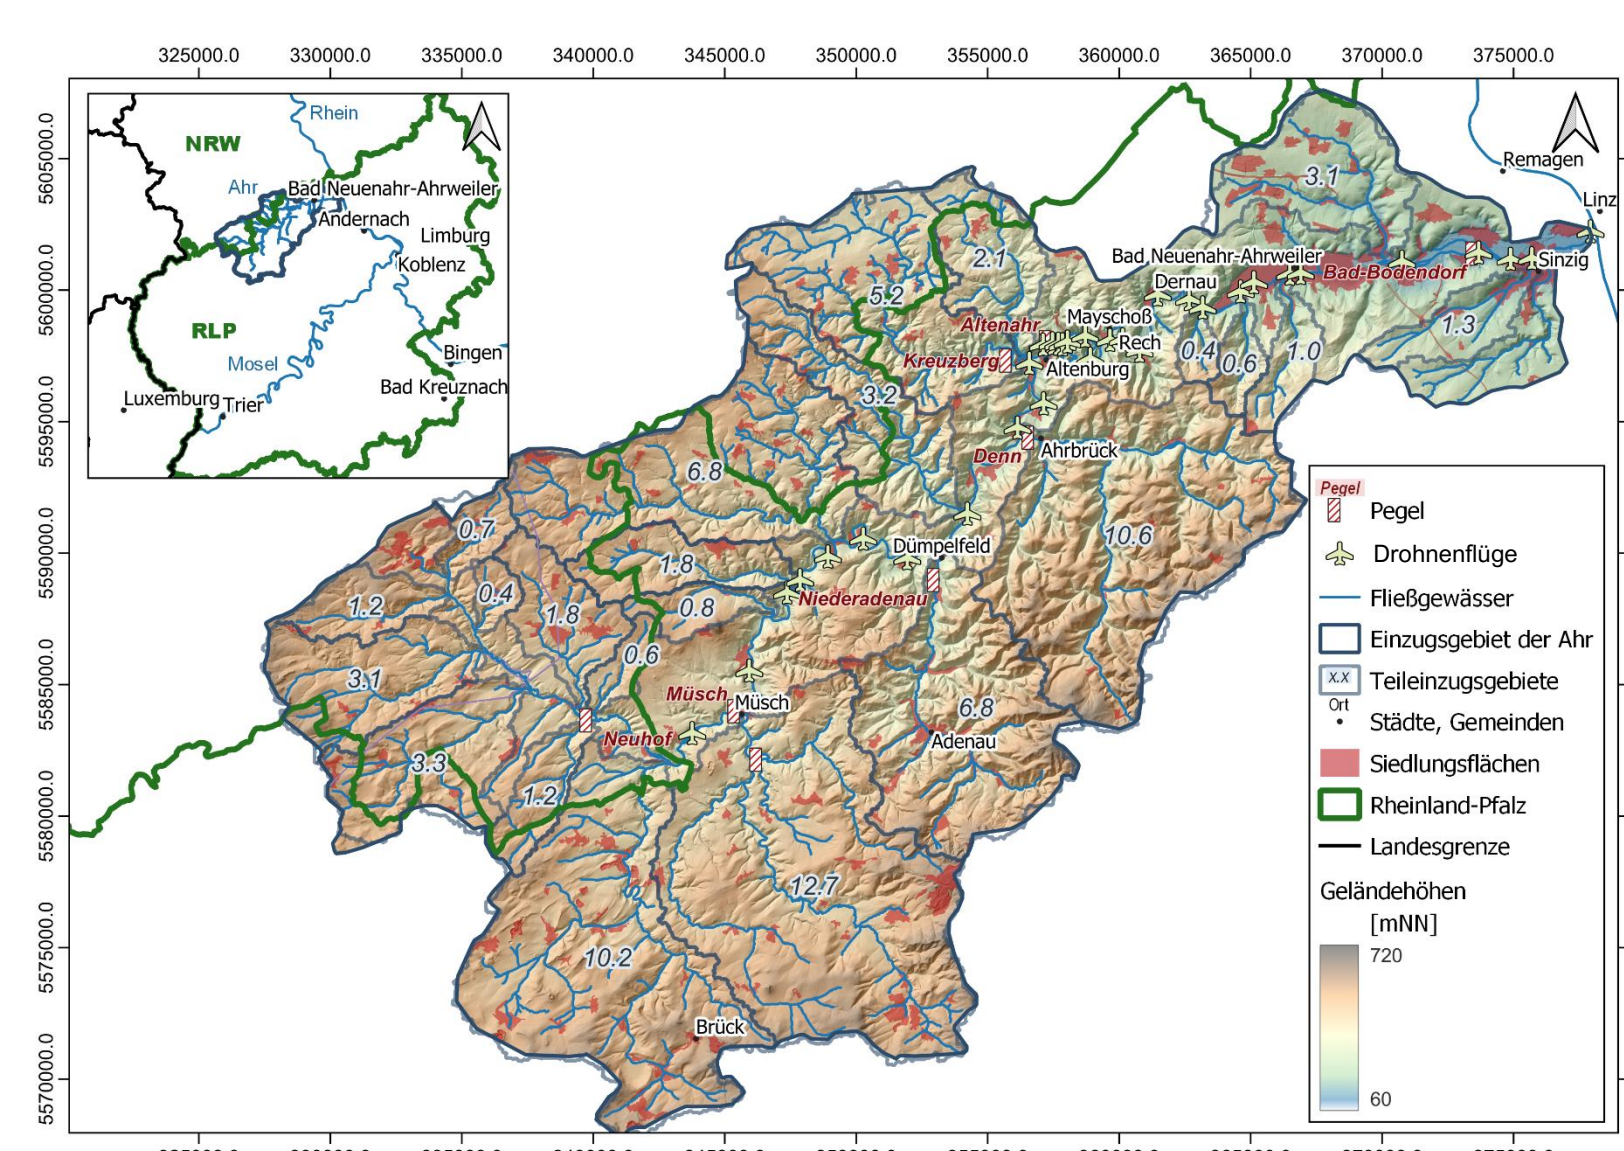 325000.0 330000.0 335000.0 340000.0 345000.0 350000.0 355000.0 360000.0 365000.0 370000.0 375000.0
5605000.0
5600000.0
5595000.0
5590000.0
5585000.0
5580000.0
5575000.0
5570000.0
Rhein
NRW
Ahr
Bad Neuenahr-Ahrweiler
Andernach
Limburg
Koblenz
RLP
Mosel
Bingen
Bad Kreuznach
Luxemburg
Trier
Remagen
Linz
3.1
2.1
Bad Neuenahr-Ahrweiler
Bad-Bodendorf
Sinzig
Dernau
5.2
Mayschoß
Altenahr
Rech
1.3
Kreuzberg
Altenburg
0.4
0.6
1.0
3.2
Denn
Ahrbrück
6.8
0.7
10.6
Dümpelfeld
1.8
0.4
1.2
1.8
0.8
Niederadenau
0.6
3.1
Müsch
Müsch
6.8
Neuhof
Adenau
3.3
1.2
12.7
10.2
Brück
Pegel
Pegel
Drohnenflüge
Fließgewässer
Einzugsgebiet der Ahr
X.X
Teileinzugsgebiete
Ort
Städte, Gemeinden
Siedlungsflächen
Rheinland-Pfalz
Landesgrenze
Geländehöhen
[mNN]
720
60